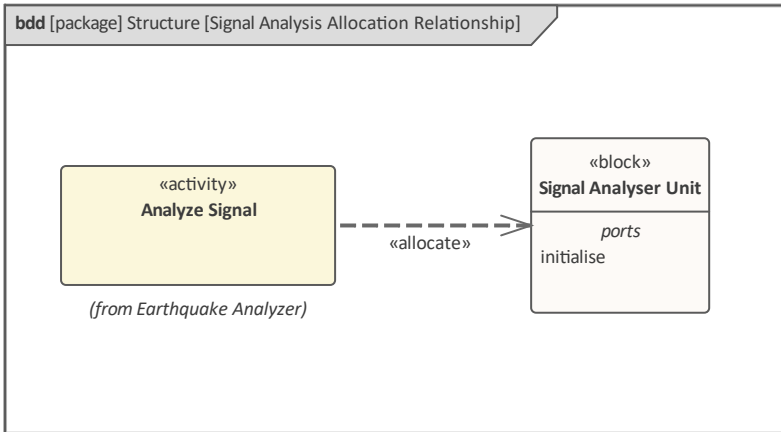 bdd [package] Structure [Signal Analysis Allocation Relationship]
«activity»
Analyze Signal
(from Earthquake Analyzer)
«allocate»
«block»
Signal Analyser Unit
ports
initialise